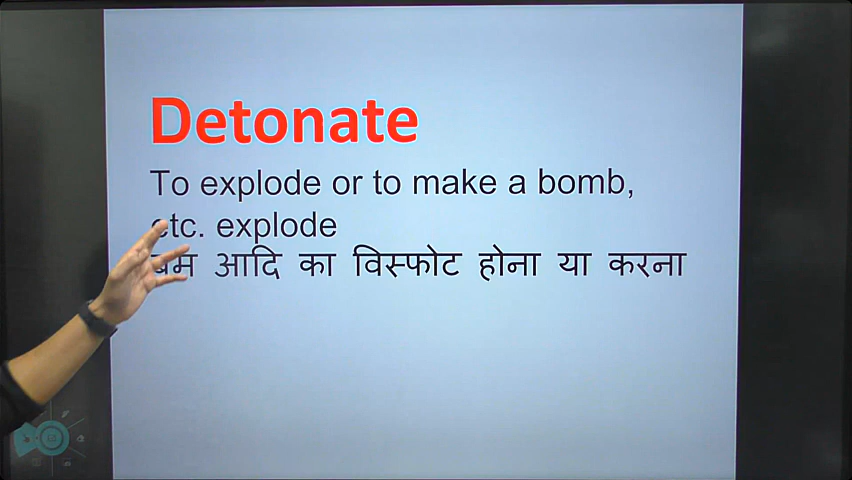 Detonate
To explode or to make a bomb,
etc. explode
बम आदि का विस्फोट होना या करना